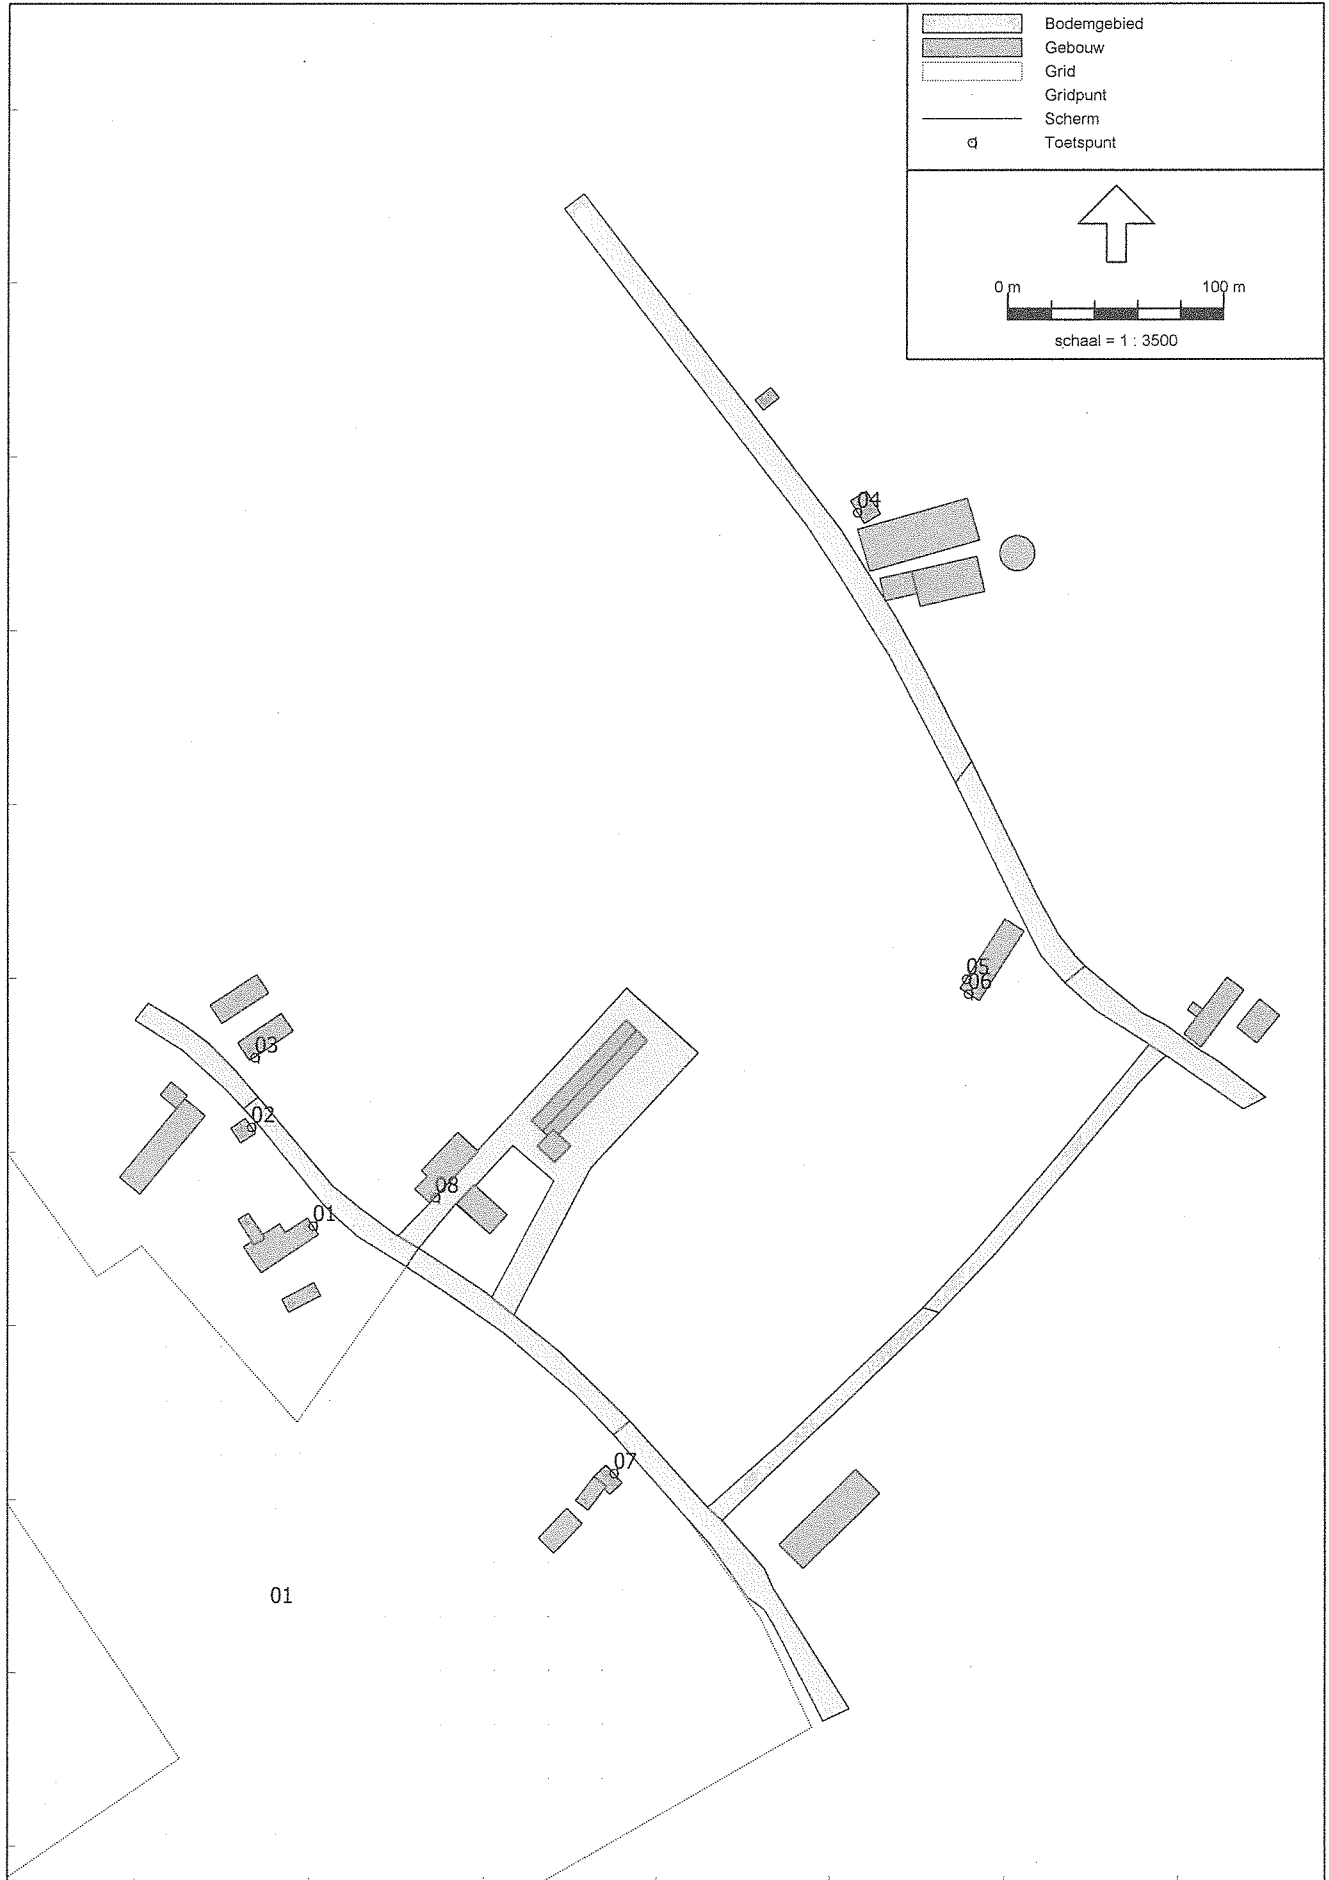 Bodemgebied
Gebouw
Grid
Gridpunt
Scherm
Toetspunt
0 m 100 m
schaal = 1 : 3500
04
05
06
03
02
08
01
07
01